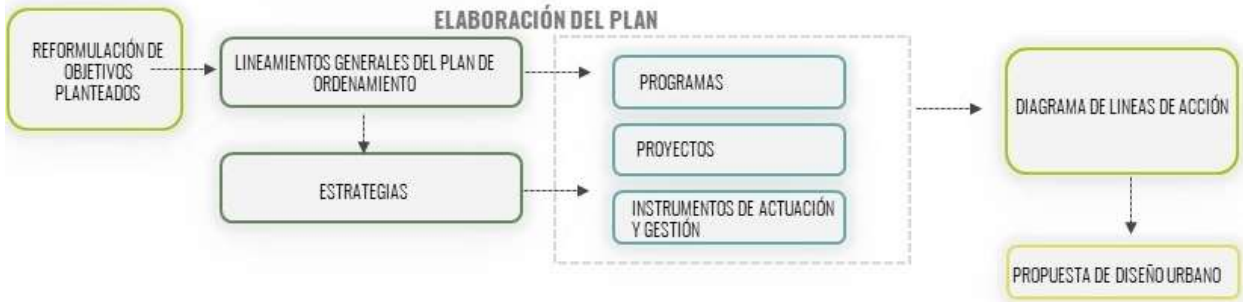 ELABORACIÓN DEL PLAN
REFORMULACIÓN DE
OBJETIVOS
PLANTEADOS
LINEAMIENTOS GENERALES DEL PLAN DE
ORDENAMIENTO
ESTRATEGIAS
PROGRAMAS
PROYECTOS
INSTRUMENTOS DE ACTUACIÓN
Y GESTIÓN
DIAGRAMA DE LINEAS DE ACCIÓN
PROPUESTA DE DISEÑO URBANO